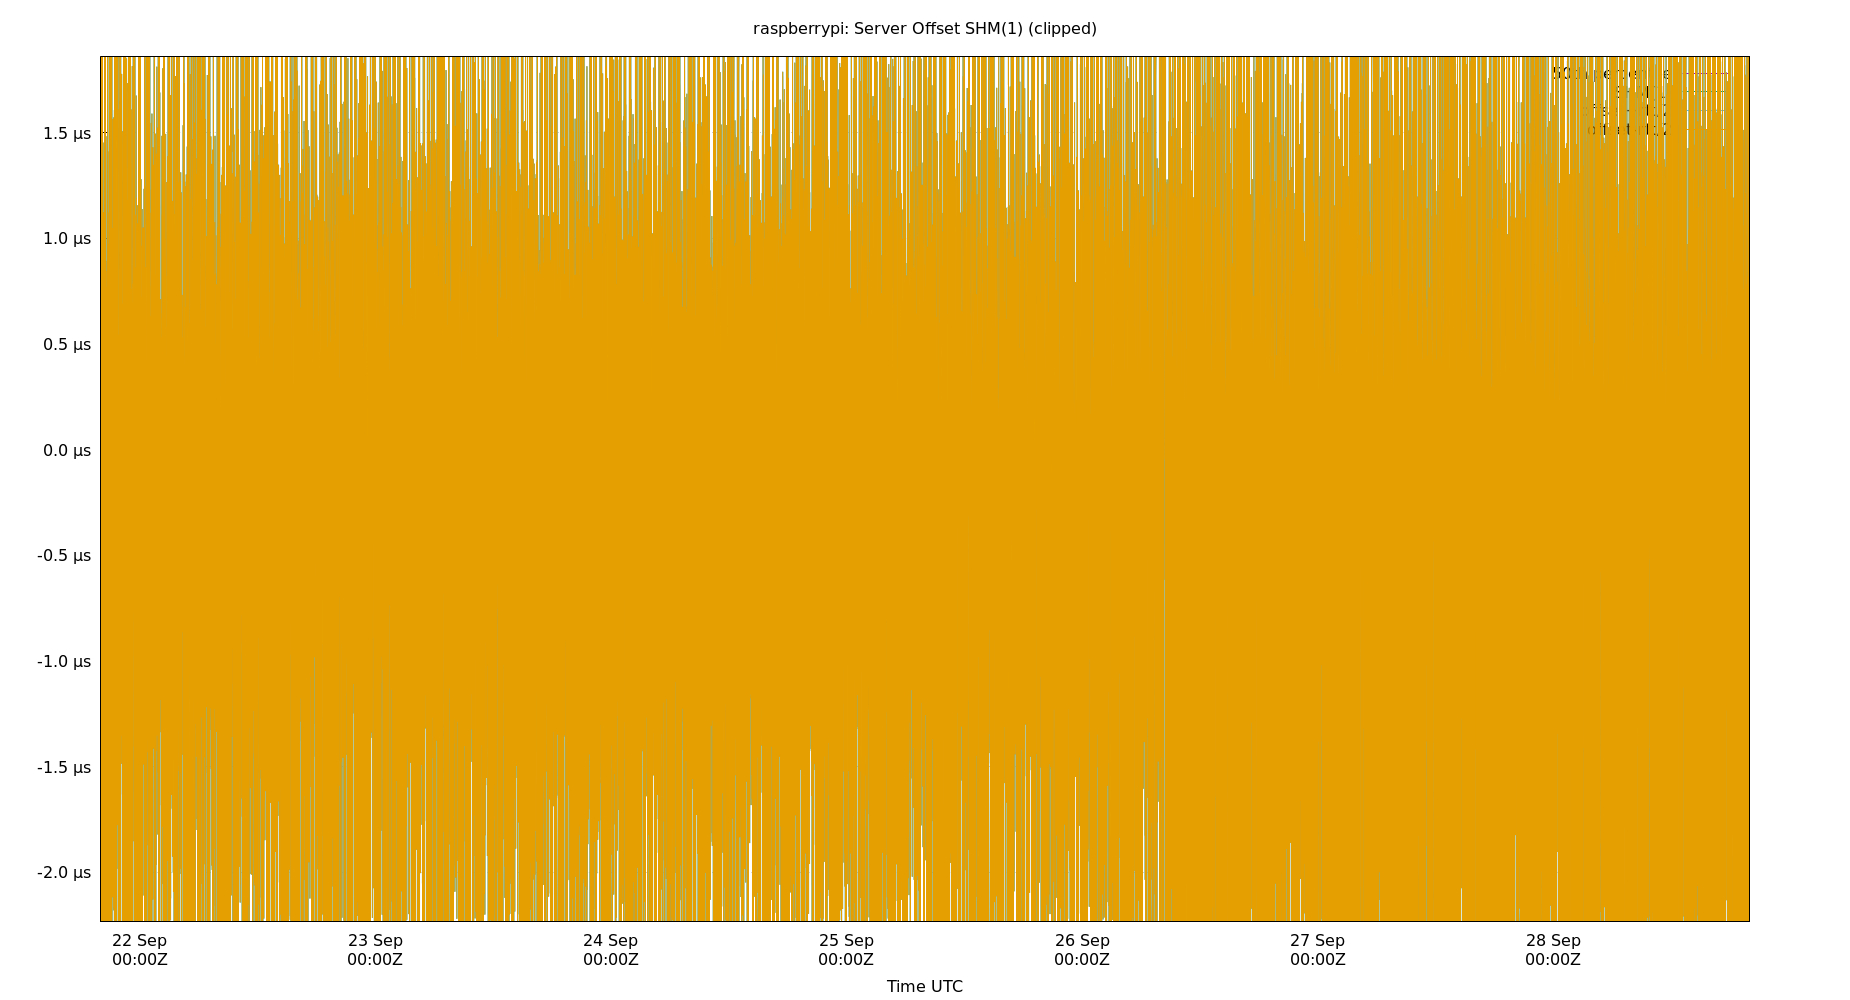 raspberrypi: Server Offset SHM(1) (clipped)
1.5 µs
1.0 µs
0.5 µs
0.0 µs
-0.5 µs
-1.0 µs
-1.5 µs
-2.0 µs
22 Sep 23 Sep 24 Sep 25 Sep 26 Sep 27 Sep 28 Sep
00:00Z 00:00Z 00:00Z 00:00Z 00:00Z 00:00Z 00:00Z
Time UTC